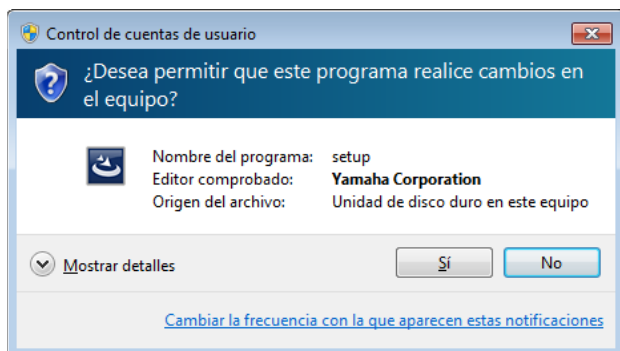 Control de cuentas de usuario
¿Desea permitir que este programa realice cambios en
el equipo?
Nombre del programa: setup
Editor comprobado: Yamaha Corporation
Origen del archivo: Unidad de disco duro en este equipo
Mostrar detalles Sí No
Cambiar la frecuencia con la que aparecen estas notificaciones